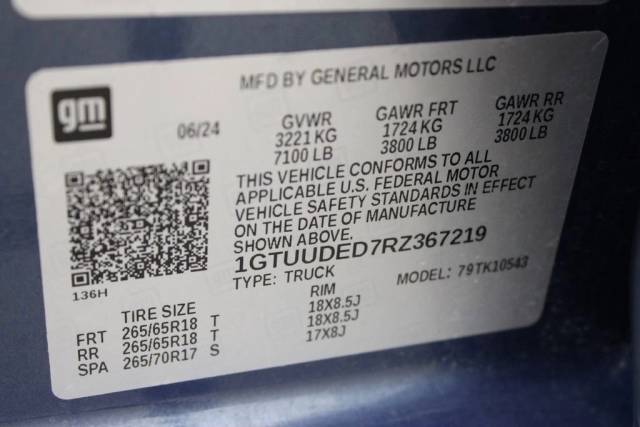 MFD BY GENERAL MOTORS LLC
gm
06/24
GVWR GAWR FRT GAWR RR
3221 KG 1724 KG 1724 KG
7100 LB 3800 LB 3800 LB
THIS VEHICLE CONFORMS TO ALL
APPLICABLE U.S. FEDERAL MOTOR
VEHICLE SAFETY STANDARDS IN EFFECT
ON THE DATE OF MANUFACTURE
SHOWN ABOVE.
1GTUUDED7RZ367219
TYPE: TRUCK MODEL: 79TK10543
136H
TIRE SIZE RIM
FRT 265/65R18 T 18X8.5J
RR 265/65R18 T 18X8.5J
SPA 265/70R17 S 17X8J